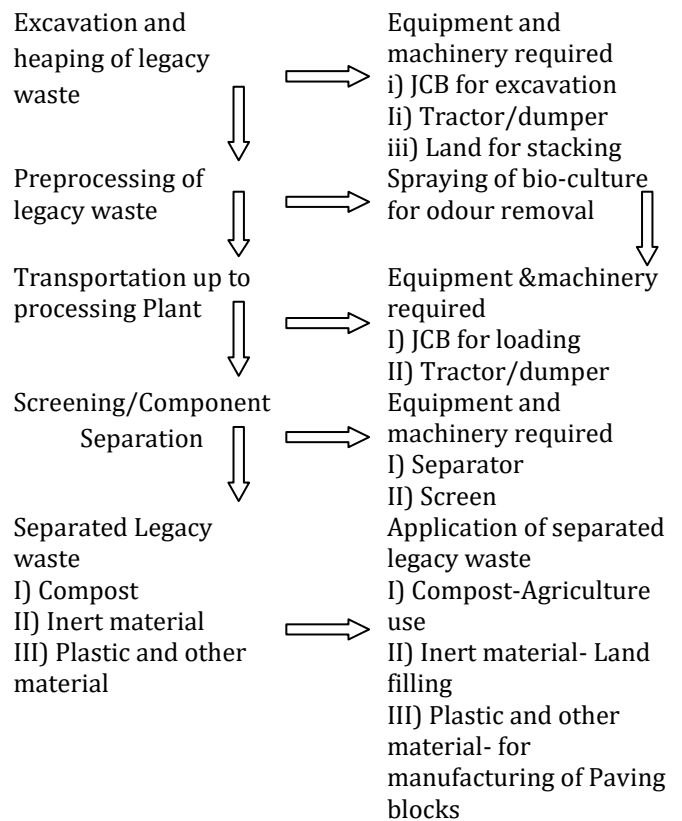 Excavation and
heaping of legacy
waste
Equipment and
machinery required
i) JCB for excavation
Ii) Tractor/dumper
iii) Land for stacking
Preprocessing of
legacy waste
Spraying of bio-culture
for odour removal
Transportation up to
processing Plant
Equipment &machinery
required
I) JCB for loading
II) Tractor/dumper
Screening/Component
Separation
Equipment and
machinery required
I) Separator
II) Screen
Separated Legacy
waste
I) Compost
II) Inert material
III) Plastic and other
material
Application of separated
legacy waste
I) Compost-Agriculture
use
II) Inert material- Land
filling
III) Plastic and other
material- for
manufacturing of Paving
blocks